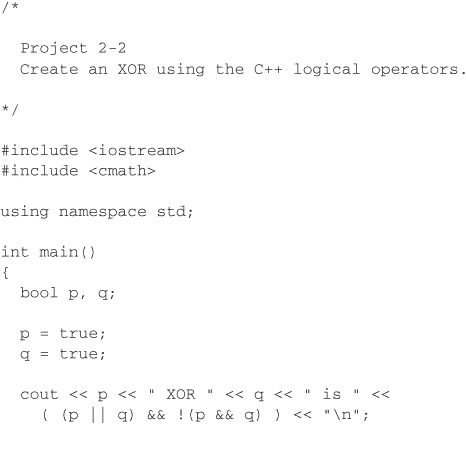 /*
Project 2-2
Create an XOR using the C++ logical operators.
*/
#include <iostream>
#include <cmath>
using namespace std;
int main()
{
bool p, q;
p = true;
q = true;
cout << p << " XOR " << q << " is " <<
( (p || q) && !(p && q) ) << "\n";